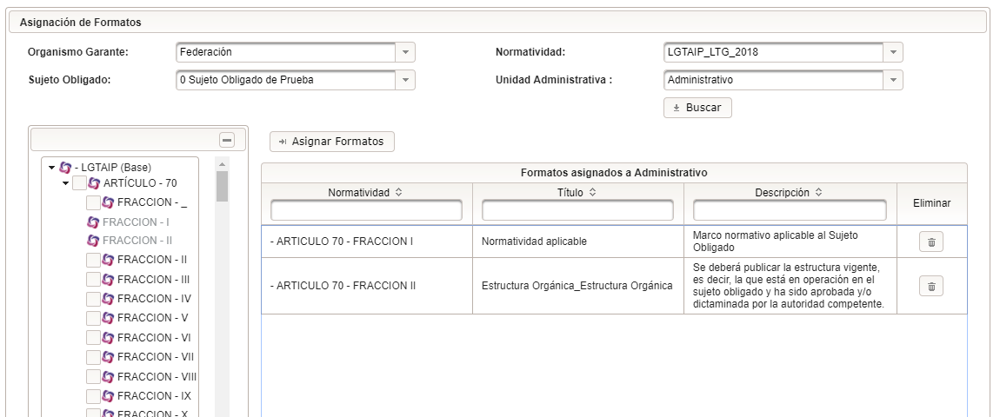 Asignación de Formatos
Organismo Garante: Federación Normatividad: LGTAIP_LTG_2018
Sujeto Obligado: 0 Sujeto Obligado de Prueba Unidad Administrativa : Administrativo
Buscar
Asignar Formatos
- LGTAIP (Base)
ARTÍCULO - 70
FRACCION - _
FRACCION - I
FRACCION - II
FRACCION - II
FRACCION - III
FRACCION - IV
FRACCION - V
FRACCION - VI
FRACCION - VII
FRACCION - VIII
FRACCION - IX
FRACCION - X
Formatos asignados a Administrativo
Normatividad Título Descripción Eliminar
- ARTICULO 70 - FRACCION I Normatividad aplicable Marco normativo aplicable al Sujeto
Obligado
- ARTICULO 70 - FRACCION II Estructura Orgánica_Estructura Orgánica Se deberá publicar la estructura vigente,
es decir, la que está en operación en el
sujeto obligado y ha sido aprobada y/o
dictaminada por la autoridad competente.